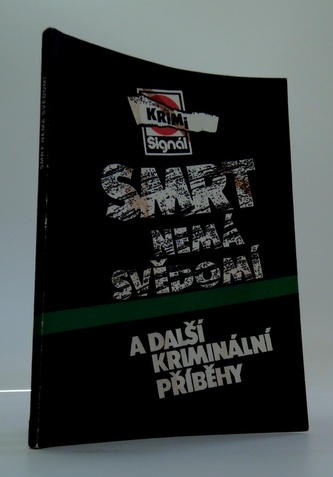 KRIMI
Signál
SMRT
NEMÁ
SVĚDOMÍ
A DALŠÍ
KRIMINÁLNÍ
PŘÍBĚHY
SMRT NEMÁ SVĚDOMÍ